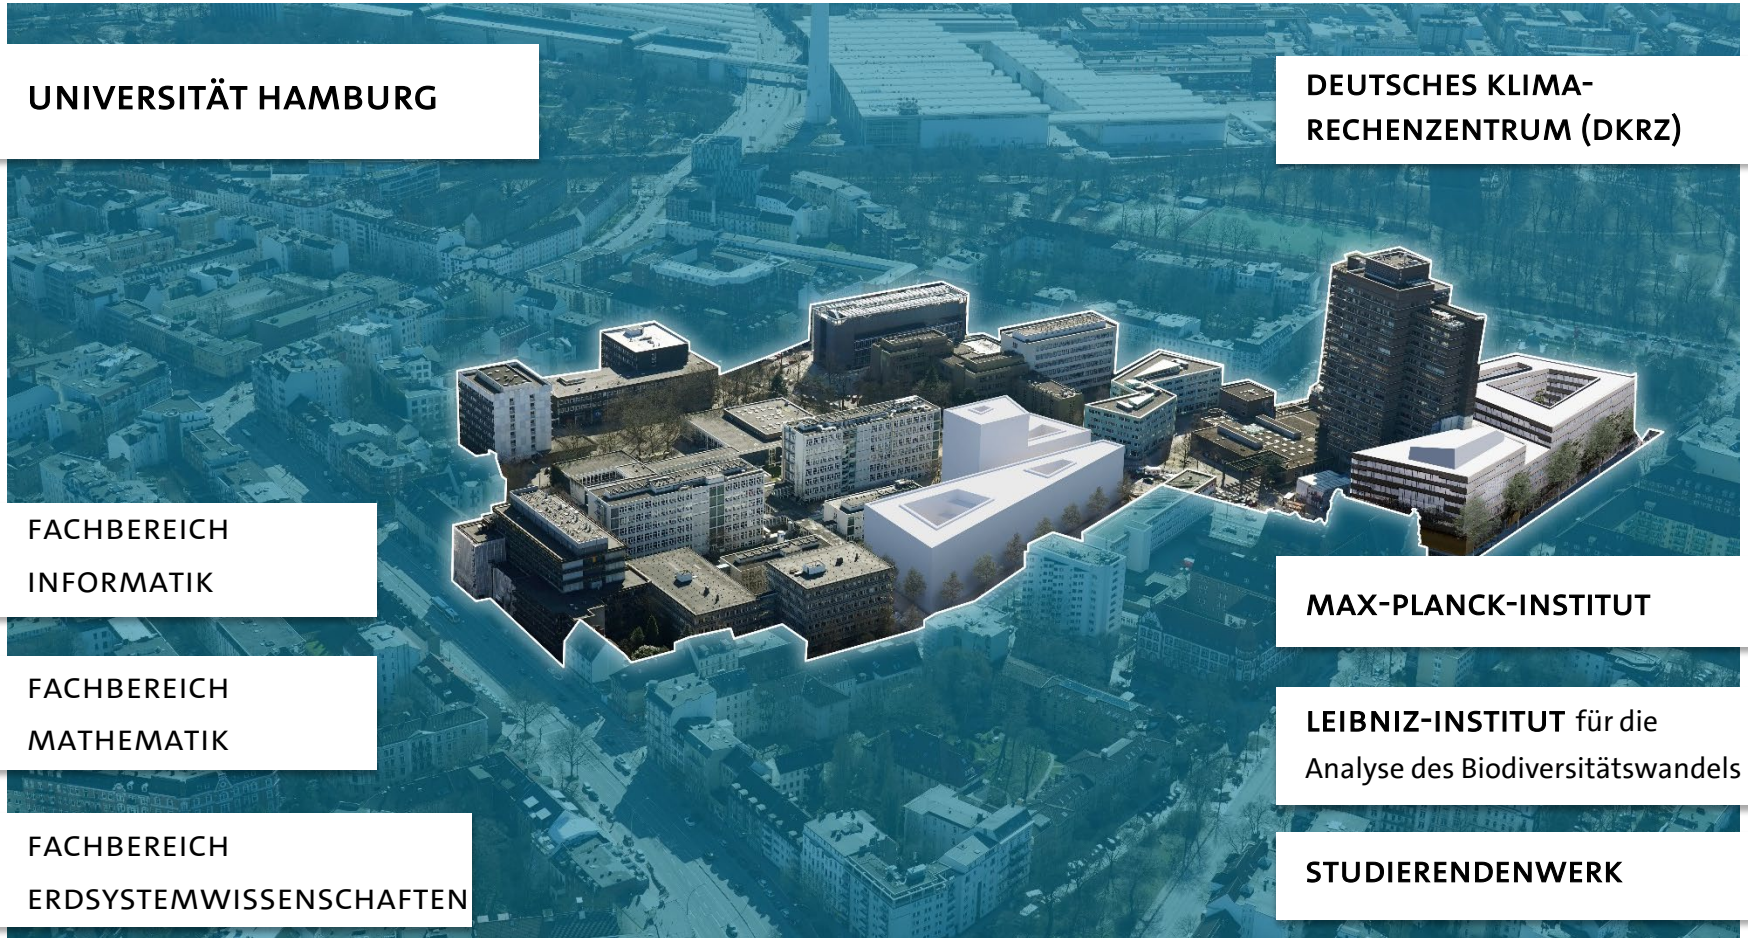 UNIVERSITÄT HAMBURG
DEUTSCHES KLIMA-
RECHENZENTRUM (DKRZ)
FACHBEREICH
INFORMATIK
FACHBEREICH
MATHEMATIK
FACHBEREICH
ERDSYSTEMWISSENSCHAFTEN
MAX-PLANCK-INSTITUT
LEIBNIZ-INSTITUT für die
Analyse des Biodiversitätswandels
STUDIERENDENWERK